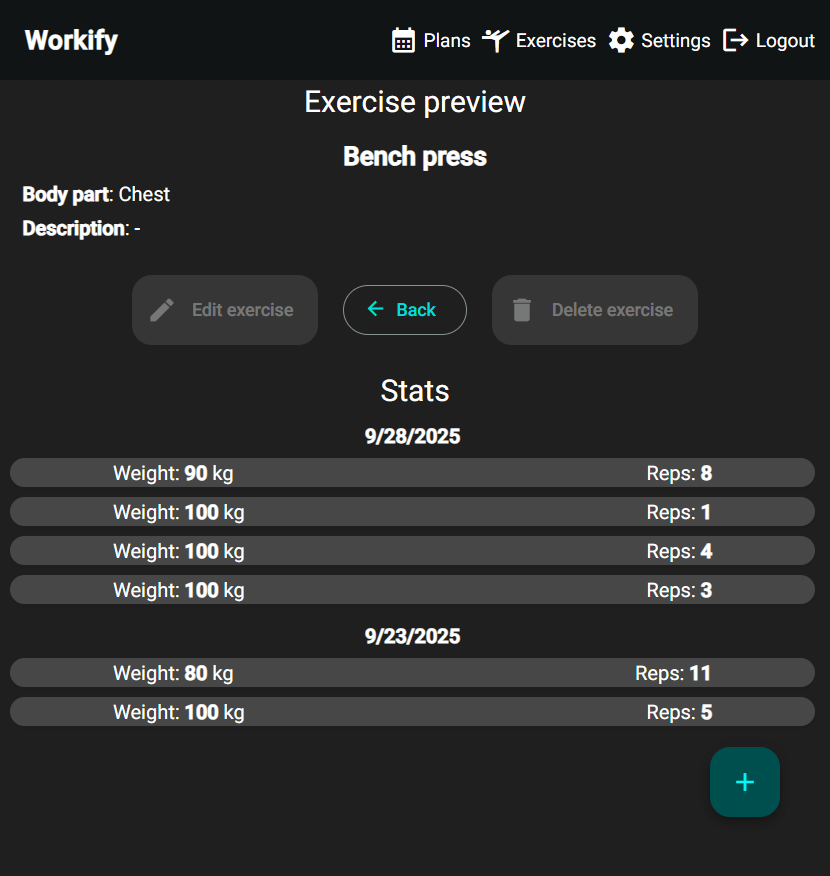 Workify Plans Exercises Settings Logout
Exercise preview
Bench press
Body part: Chest
Description: -
Edit exercise Back Delete exercise
Stats
9/28/2025
Weight: 90 kg Reps: 8
Weight: 100 kg Reps: 1
Weight: 100 kg Reps: 4
Weight: 100 kg Reps: 3
9/23/2025
Weight: 80 kg Reps: 11
Weight: 100 kg Reps: 5
+